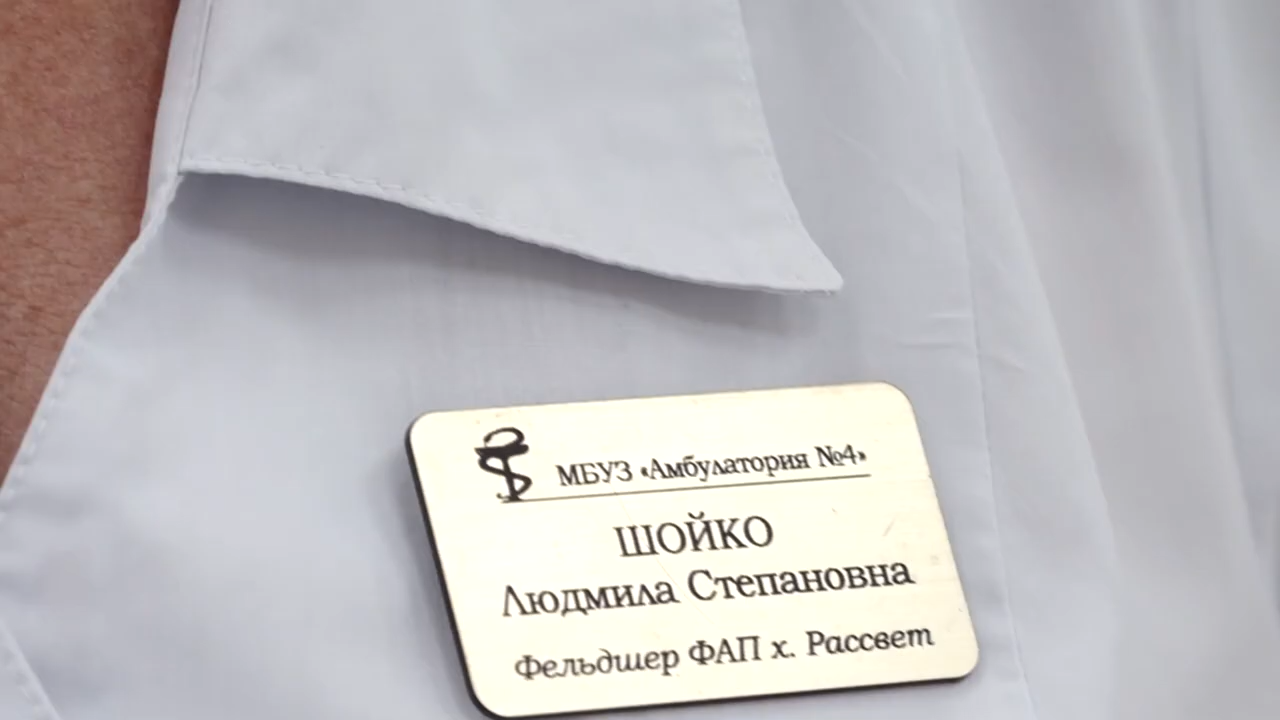 МБУЗ «Амбулатория №4»
ШОЙКО
Людмила Степановна
Фельдшер ФАП х. Рассвет